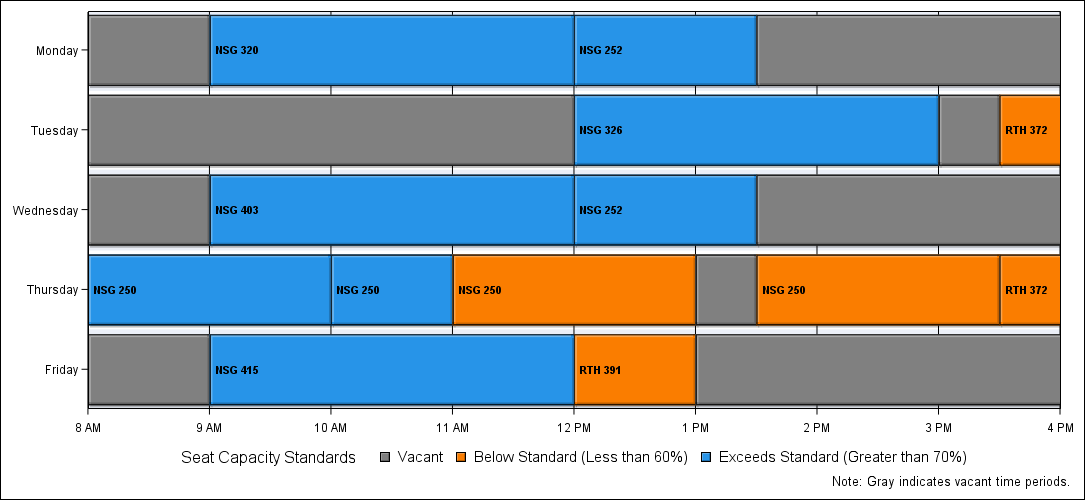 Monday
NSG 320
NSG 252
Tuesday
NSG 326
RTH 372
Wednesday
NSG 403
NSG 252
Thursday
NSG 250
NSG 250
NSG 250
NSG 250
RTH 372
Friday
NSG 415
RTH 391
8 AM 9 AM 10 AM 11 AM 12 PM 1 PM 2 PM 3 PM 4 PM
Seat Capacity Standards Vacant Below Standard (Less than 60%) Exceeds Standard (Greater than 70%)
Note: Gray indicates vacant time periods.